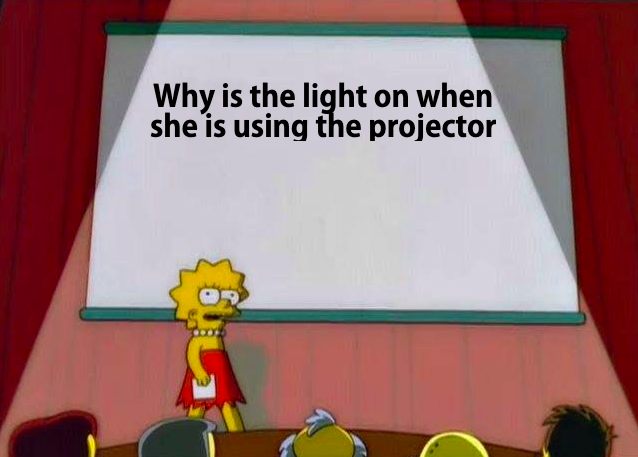 Why is the light on when
she is using the projector